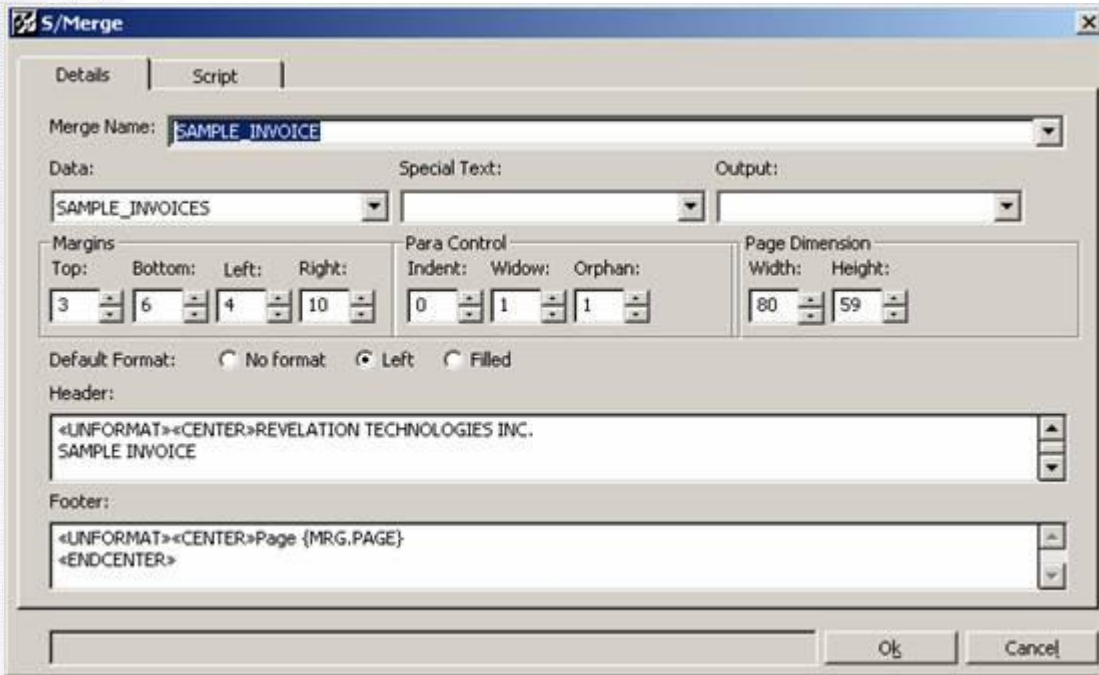 S/Merge
Details Script
Merge Name: SAMPLE_INVOICE
Data: Special Text: Output:
SAMPLE_INVOICES
Margins Para Control Page Dimension
Top: Bottom: Left: Right: Indent: Widow: Orphan: Width: Height:
3 6 4 10 0 1 1 80 59
Default Format: No format Left Filled
Header:
«UNFORMAT»«CENTER»REVELATION TECHNOLOGIES INC.
SAMPLE INVOICE
Footer:
«UNFORMAT»«CENTER»Page {MRG.PAGE}
«ENDCENTER»
Ok Cancel